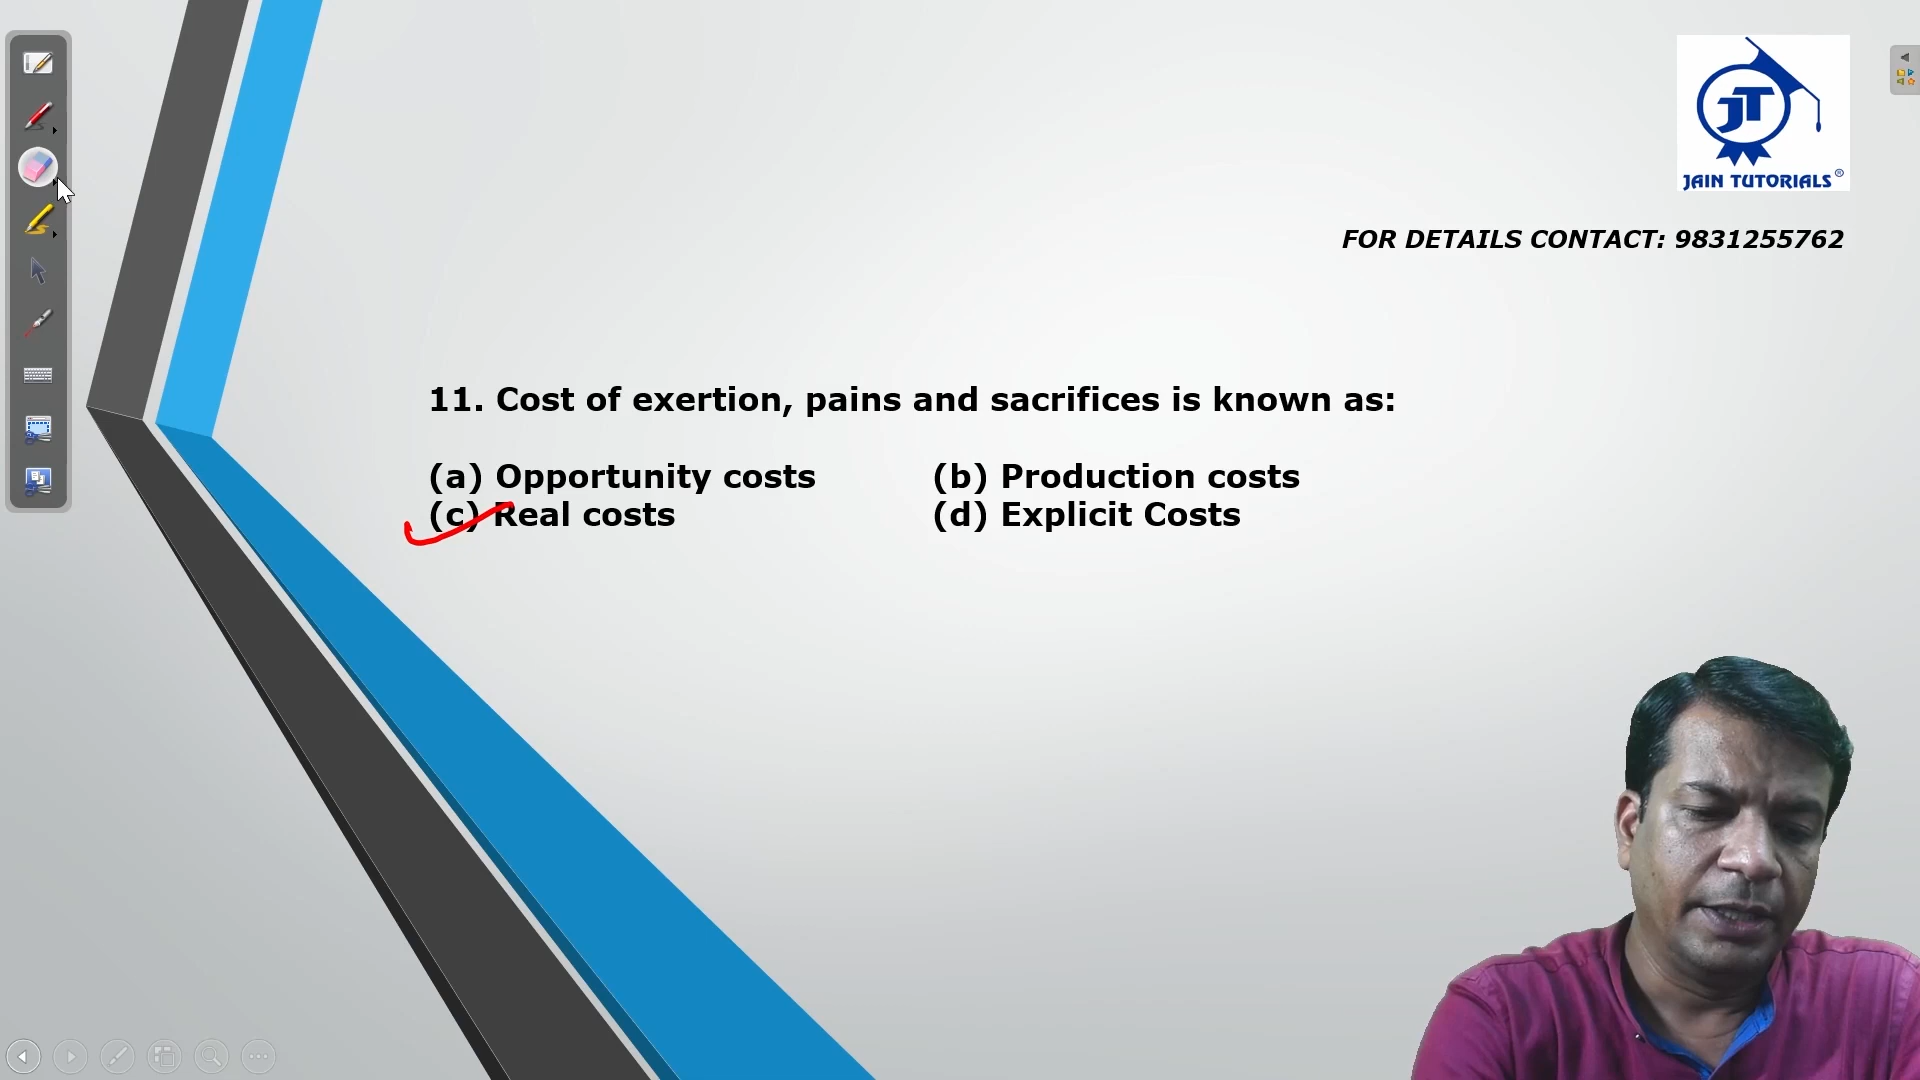 JT
JAIN TUTORIALS®
FOR DETAILS CONTACT: 9831255762
11. Cost of exertion, pains and sacrifices is known as:
(a) Opportunity costs (b) Production costs
(c) Real costs (d) Explicit Costs